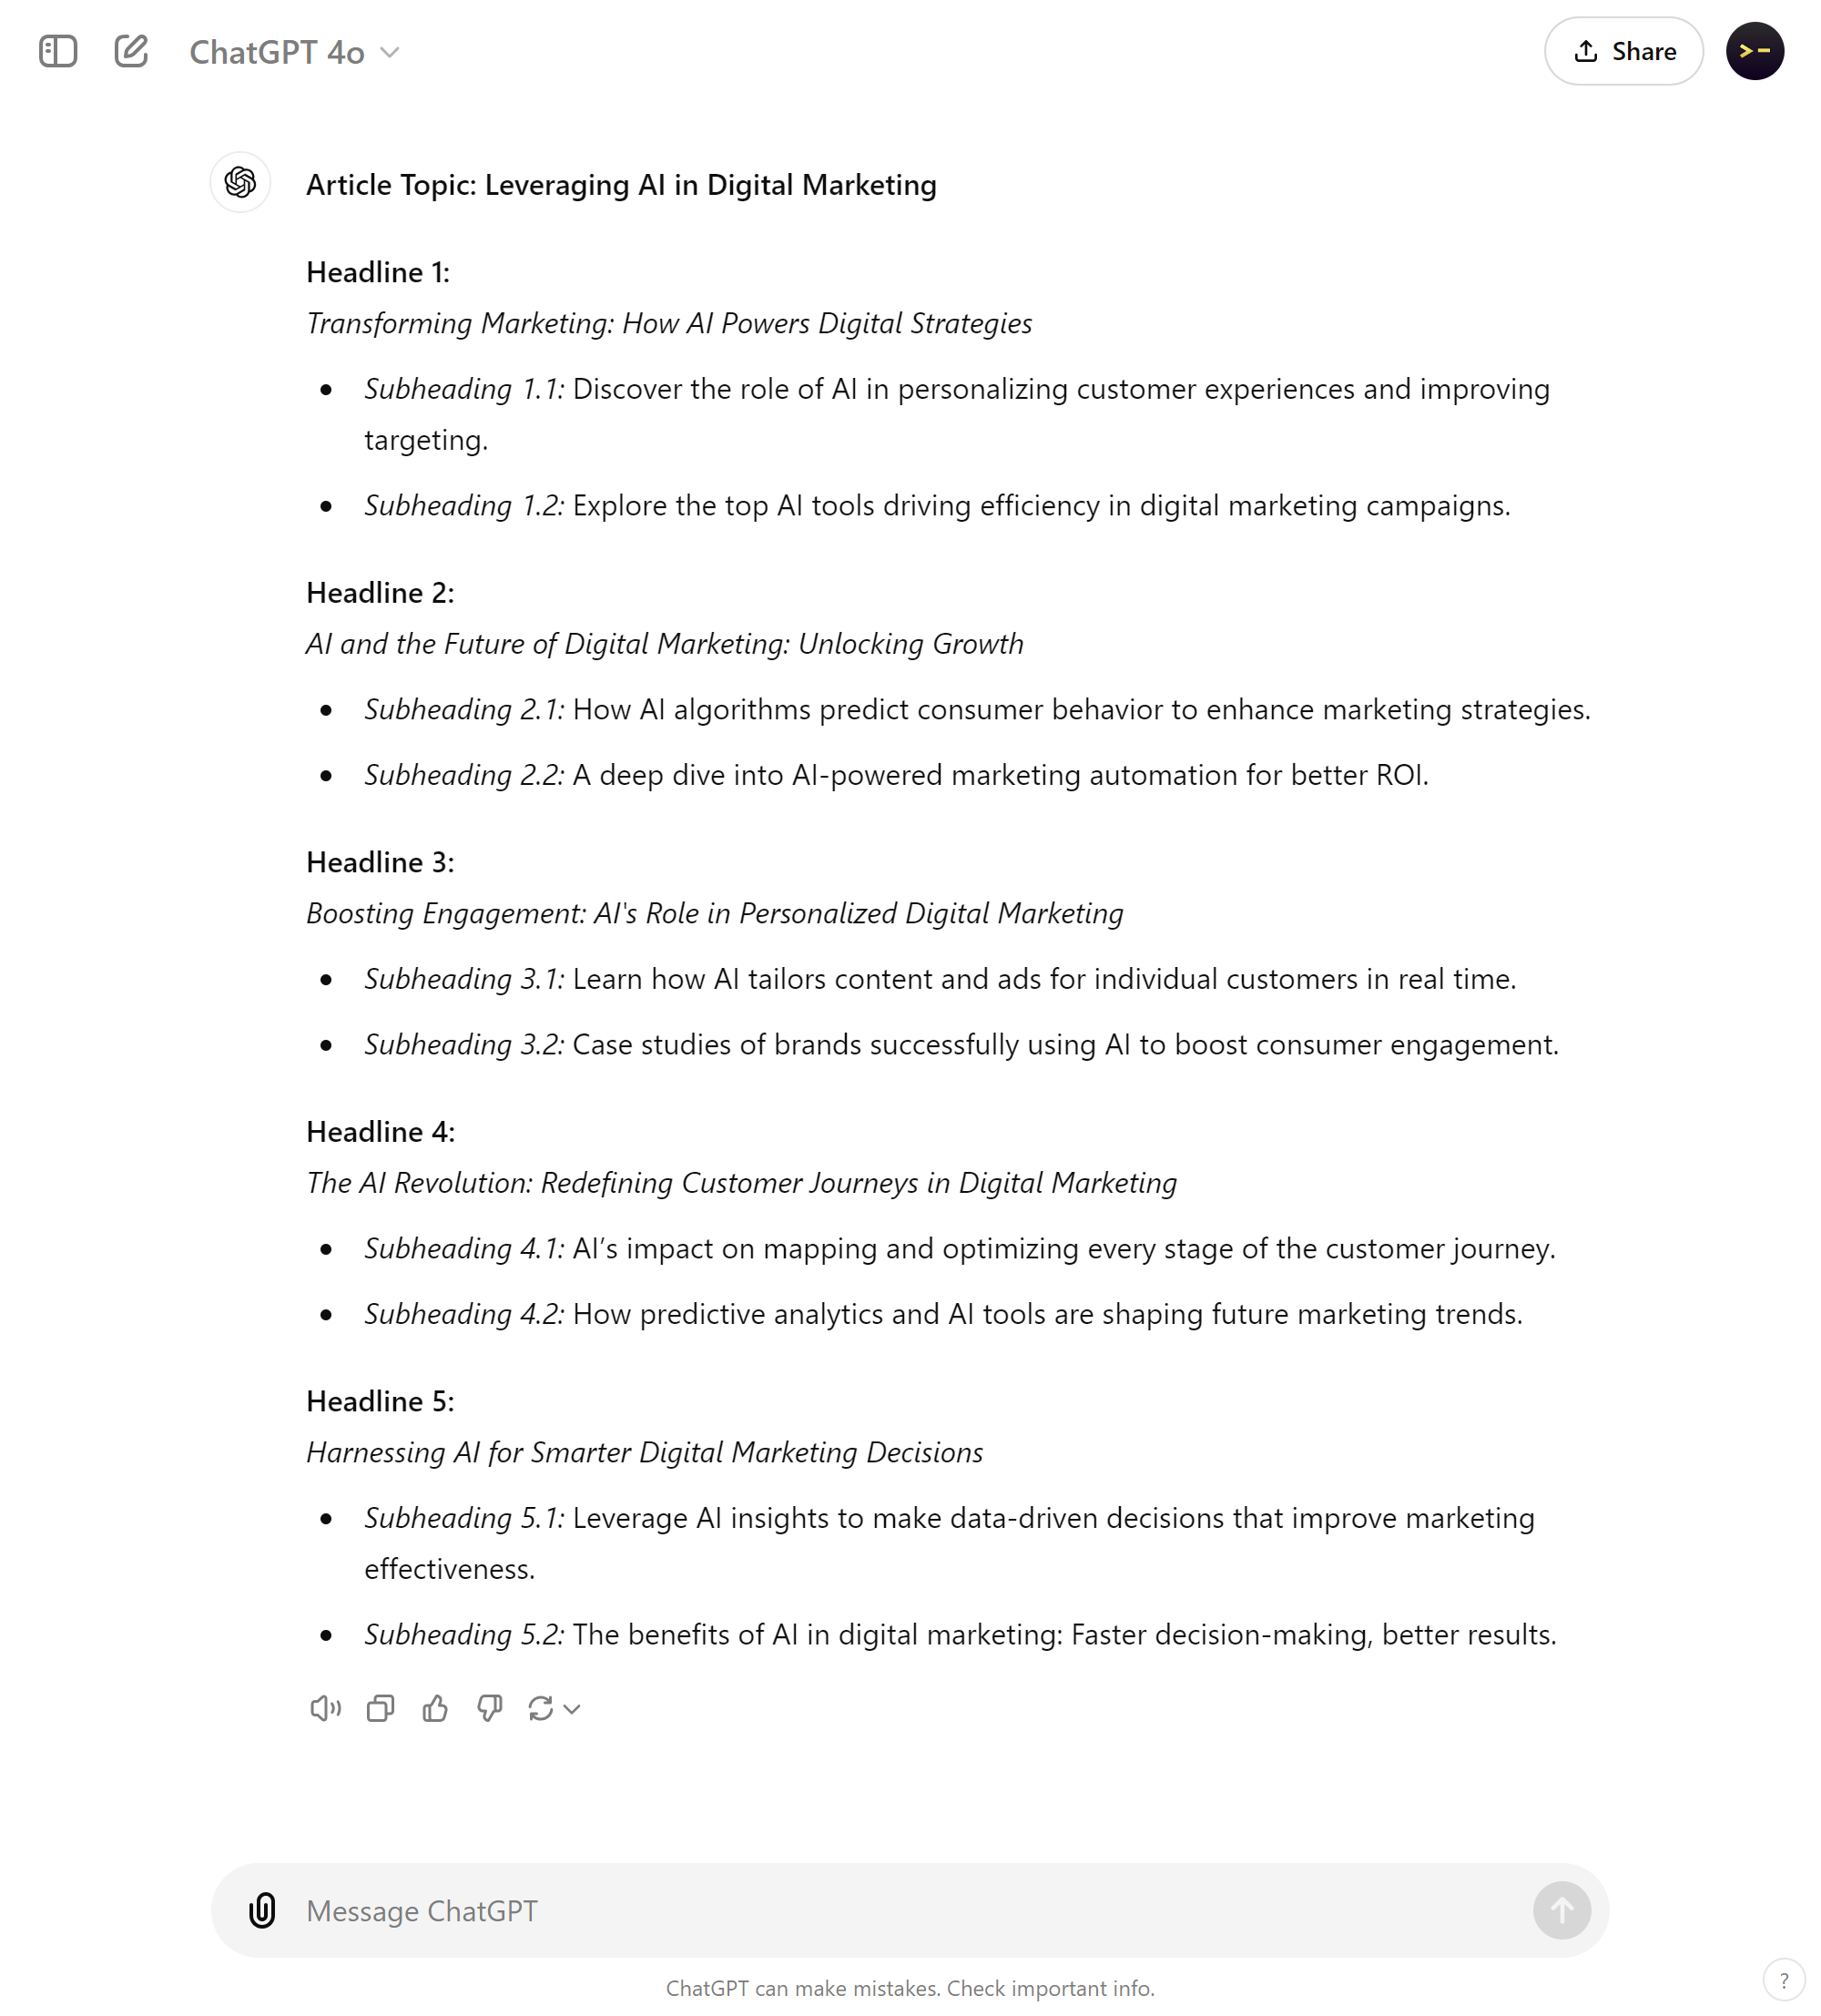 ChatGPT 4o
Share
Article Topic: Leveraging AI in Digital Marketing
Headline 1:
Transforming Marketing: How AI Powers Digital Strategies
Subheading 1.1: Discover the role of AI in personalizing customer experiences and improving
targeting.
Subheading 1.2: Explore the top AI tools driving efficiency in digital marketing campaigns.
Headline 2:
AI and the Future of Digital Marketing: Unlocking Growth
Subheading 2.1: How AI algorithms predict consumer behavior to enhance marketing strategies.
Subheading 2.2: A deep dive into AI-powered marketing automation for better ROI.
Headline 3:
Boosting Engagement: AI's Role in Personalized Digital Marketing
Subheading 3.1: Learn how AI tailors content and ads for individual customers in real time.
Subheading 3.2: Case studies of brands successfully using AI to boost consumer engagement.
Headline 4:
The AI Revolution: Redefining Customer Journeys in Digital Marketing
Subheading 4.1: AI’s impact on mapping and optimizing every stage of the customer journey.
Subheading 4.2: How predictive analytics and AI tools are shaping future marketing trends.
Headline 5:
Harnessing AI for Smarter Digital Marketing Decisions
Subheading 5.1: Leverage AI insights to make data-driven decisions that improve marketing
effectiveness.
Subheading 5.2: The benefits of AI in digital marketing: Faster decision-making, better results.
Message ChatGPT
ChatGPT can make mistakes. Check important info.
?